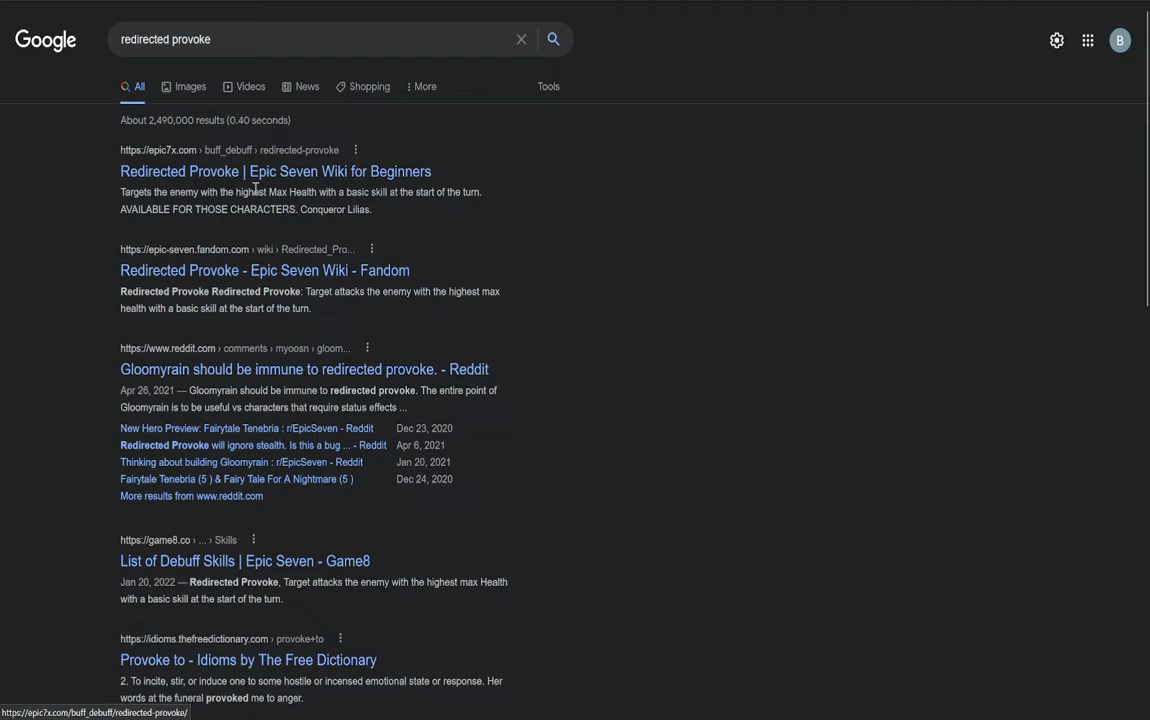 Google
redirected provoke
B
All
Images
Videos
News
Shopping
More
Tools
About 2,490,000 results (0.40 seconds)
https://epic7x.com › buff_debuff › redirected-provoke
Redirected Provoke | Epic Seven Wiki for Beginners
Targets the enemy with the highest Max Health with a basic skill at the start of the turn.
AVAILABLE FOR THOSE CHARACTERS. Conqueror Lilias.
https://epic-seven.fandom.com › wiki › Redirected_Pro...
Redirected Provoke - Epic Seven Wiki - Fandom
Redirected Provoke Redirected Provoke: Target attacks the enemy with the highest max
health with a basic skill at the start of the turn.
https://www.reddit.com › comments › myoosn › gloom...
Gloomyrain should be immune to redirected provoke. - Reddit
Apr 26, 2021 — Gloomyrain should be immune to redirected provoke. The entire point of
Gloomyrain is to be useful vs characters that require status effects ...
New Hero Preview: Fairytale Tenebria : r/EpicSeven - Reddit Dec 23, 2020
Redirected Provoke will ignore stealth. Is this a bug ... - Reddit Apr 6, 2021
Thinking about building Gloomyrain : r/EpicSeven - Reddit Jan 20, 2021
Fairytale Tenebria (5 ) & Fairy Tale For A Nightmare (5 ) Dec 24, 2020
More results from www.reddit.com
https://game8.co › ... › Skills
List of Debuff Skills | Epic Seven - Game8
Jan 20, 2022 — Redirected Provoke, Target attacks the enemy with the highest max Health
with a basic skill at the start of the turn.
https://idioms.thefreedictionary.com › provoke+to
Provoke to - Idioms by The Free Dictionary
2. To incite, stir, or induce one to some hostile or incensed emotional state or response. Her
words at the funeral provoked me to anger.
https://epic7x.com/buff_debuff/redirected-provoke/